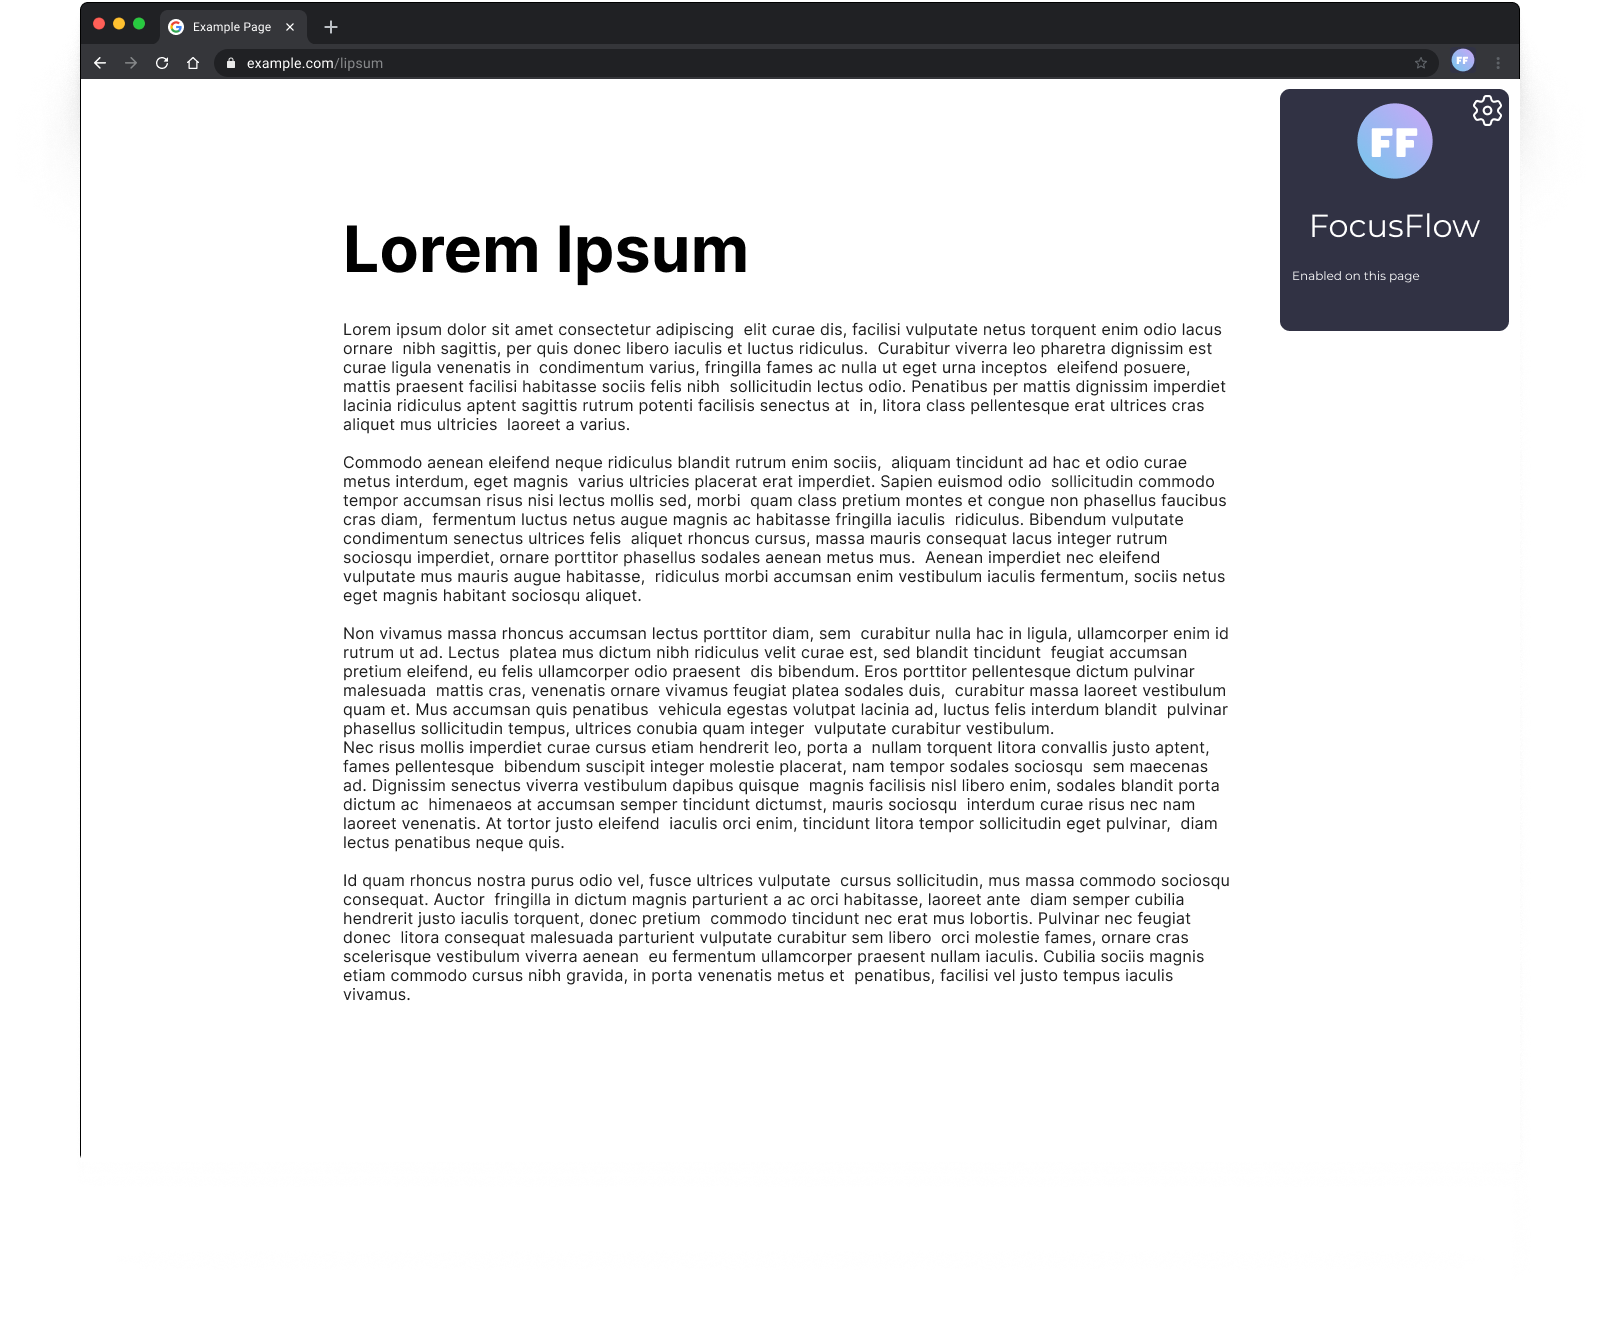 Example Page
example.com/lipsum
FF
FF
FocusFlow
Enabled on this page
Lorem Ipsum
Lorem ipsum dolor sit amet consectetur adipiscing  elit curae dis, facilisi vulputate netus torquent enim odio lacus
ornare  nibh sagittis, per quis donec libero iaculis et luctus ridiculus.  Curabitur viverra leo pharetra dignissim est
curae ligula venenatis in  condimentum varius, fringilla fames ac nulla ut eget urna inceptos  eleifend posuere,
mattis praesent facilisi habitasse sociis felis nibh  sollicitudin lectus odio. Penatibus per mattis dignissim imperdiet
lacinia ridiculus aptent sagittis rutrum potenti facilisis senectus at  in, litora class pellentesque erat ultrices cras
aliquet mus ultricies  laoreet a varius.
Commodo aenean eleifend neque ridiculus blandit rutrum enim sociis,  aliquam tincidunt ad hac et odio curae
metus interdum, eget magnis  varius ultricies placerat erat imperdiet. Sapien euismod odio  sollicitudin commodo
tempor accumsan risus nisi lectus mollis sed, morbi  quam class pretium montes et congue non phasellus faucibus
cras diam,  fermentum luctus netus augue magnis ac habitasse fringilla iaculis  ridiculus. Bibendum vulputate
condimentum senectus ultrices felis  aliquet rhoncus cursus, massa mauris consequat lacus integer rutrum
sociosqu imperdiet, ornare porttitor phasellus sodales aenean metus mus.  Aenean imperdiet nec eleifend
vulputate mus mauris augue habitasse,  ridiculus morbi accumsan enim vestibulum iaculis fermentum, sociis netus
eget magnis habitant sociosqu aliquet.
Non vivamus massa rhoncus accumsan lectus porttitor diam, sem  curabitur nulla hac in ligula, ullamcorper enim id
rutrum ut ad. Lectus  platea mus dictum nibh ridiculus velit curae est, sed blandit tincidunt  feugiat accumsan
pretium eleifend, eu felis ullamcorper odio praesent  dis bibendum. Eros porttitor pellentesque dictum pulvinar
malesuada  mattis cras, venenatis ornare vivamus feugiat platea sodales duis,  curabitur massa laoreet vestibulum
quam et. Mus accumsan quis penatibus  vehicula egestas volutpat lacinia ad, luctus felis interdum blandit  pulvinar
phasellus sollicitudin tempus, ultrices conubia quam integer  vulputate curabitur vestibulum.
Nec risus mollis imperdiet curae cursus etiam hendrerit leo, porta a  nullam torquent litora convallis justo aptent,
fames pellentesque  bibendum suscipit integer molestie placerat, nam tempor sodales sociosqu  sem maecenas
ad. Dignissim senectus viverra vestibulum dapibus quisque  magnis facilisis nisl libero enim, sodales blandit porta
dictum ac  himenaeos at accumsan semper tincidunt dictumst, mauris sociosqu  interdum curae risus nec nam
laoreet venenatis. At tortor justo eleifend  iaculis orci enim, tincidunt litora tempor sollicitudin eget pulvinar,  diam
lectus penatibus neque quis.
Id quam rhoncus nostra purus odio vel, fusce ultrices vulputate  cursus sollicitudin, mus massa commodo sociosqu
consequat. Auctor  fringilla in dictum magnis parturient a ac orci habitasse, laoreet ante  diam semper cubilia
hendrerit justo iaculis torquent, donec pretium  commodo tincidunt nec erat mus lobortis. Pulvinar nec feugiat
donec  litora consequat malesuada parturient vulputate curabitur sem libero  orci molestie fames, ornare cras
scelerisque vestibulum viverra aenean  eu fermentum ullamcorper praesent nullam iaculis. Cubilia sociis magnis
etiam commodo cursus nibh gravida, in porta venenatis metus et  penatibus, facilisi vel justo tempus iaculis
vivamus.